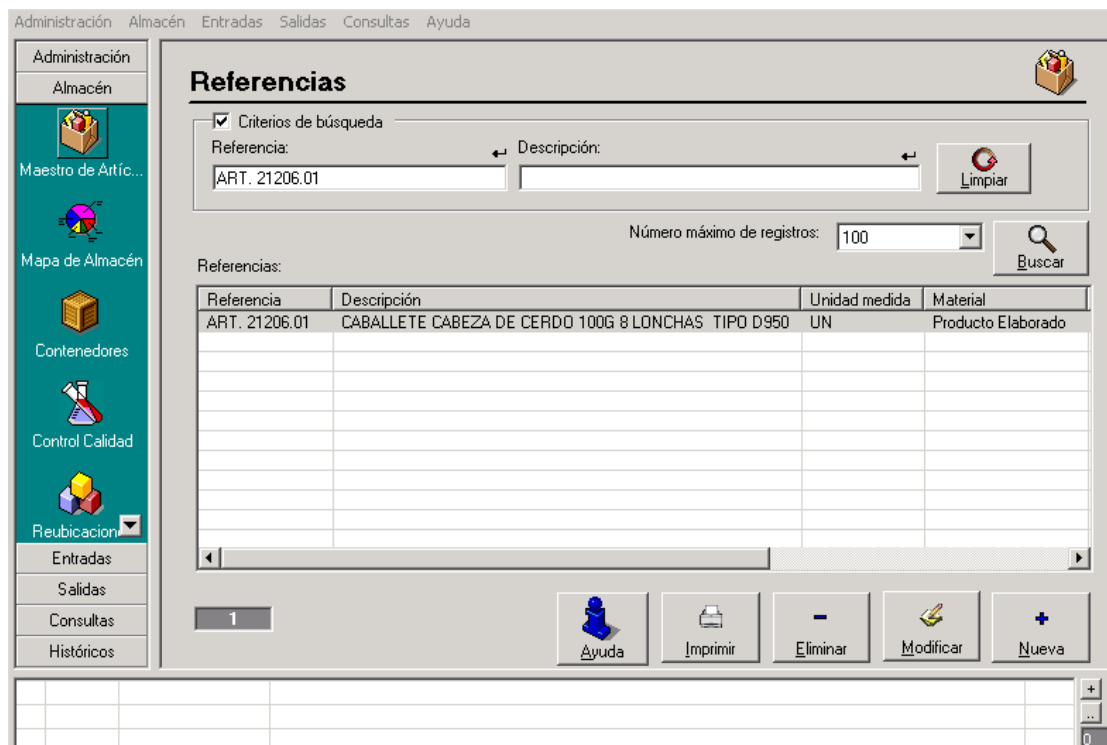 Administración Almacén Entradas Salidas Consultas Ayuda
Administración
Almacén
Maestro de Artíc...
Mapa de Almacén
Contenedores
Control Calidad
Reubicacion
Entradas
Salidas
Consultas
Históricos
Referencias
Criterios de búsqueda
Referencia: Descripción:
ART. 21206.01
Limpiar
Número máximo de registros: 100
Buscar
Referencias:
Referencia Descripción Unidad medida Material
ART. 21206.01 CABALLETE CABEZA DE CERDO 100G 8 LONCHAS TIPO D950 UN Producto Elaborado
1
Ayuda Imprimir Eliminar Modificar Nueva
+
..
0